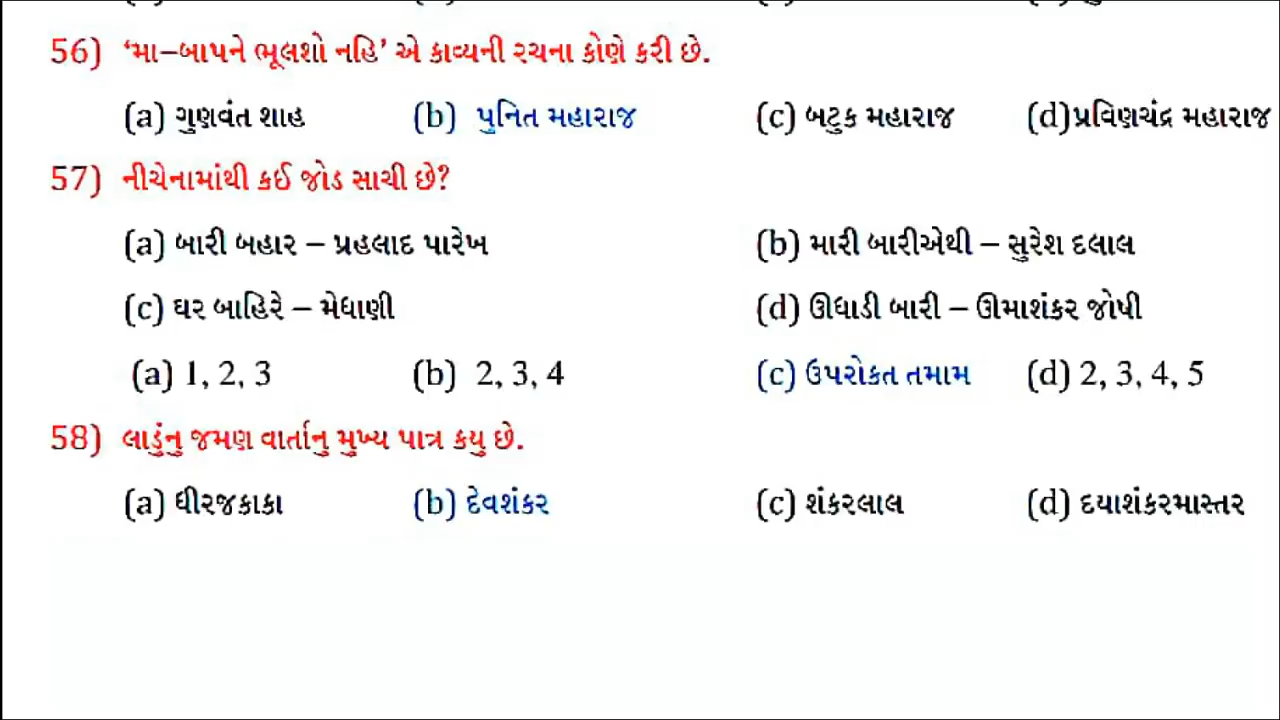 56) ‘મા–બાપને ભૂલશો નહિ’ એ કાવ્યની રચના કોણે કરી છે.
(a) ગુણવંત શાહ (b) પુનિત મહારાજ (c) બટુક મહારાજ (d)પ્રવિણચંદ્ર મહારાજ
57) નીચેનામાંથી કઈ જોડ સાચી છે?
(a) બારી બહાર – પ્રહલાદ પારેખ (b) મારી બારીએથી – સુરેશ દલાલ
(c) ઘર બાહિરે – મેઘાણી (d) ઊઘાડી બારી – ઊમાશંકર જોષી
(a) 1, 2, 3 (b) 2, 3, 4 (c) ઉપરોકત તમામ (d) 2, 3, 4, 5
58) લાડુંનુ જમણ વાર્તાનુ મુખ્ય પાત્ર કયુ છે.
(a) ધીરજકાકા (b) દેવશંકર (c) શંકરલાલ (d) દયાશંકરમાસ્તર